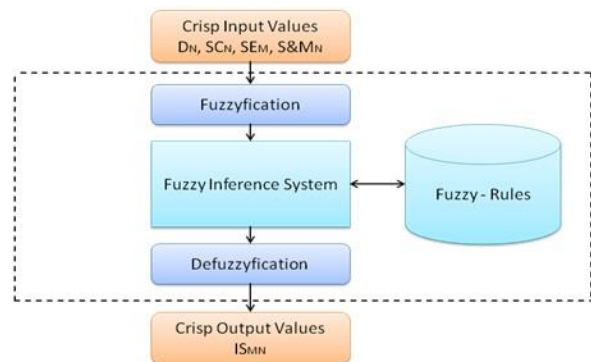 Crisp Input Values
DN, SCN, SEM, S&MN
Fuzzyfication
Fuzzy Inference System
Fuzzy - Rules
Defuzzyfication
Crisp Output Values
ISMN